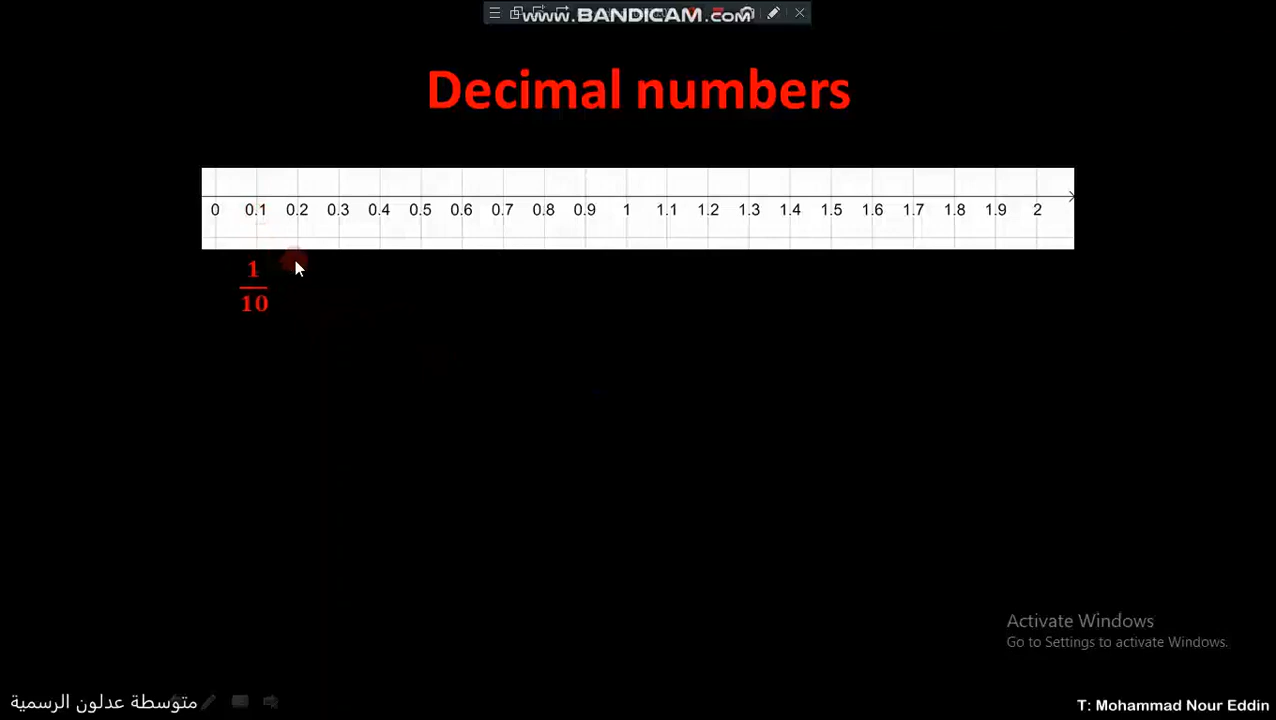 www.BANDICAM.com
Decimal numbers
0 0.1 0.2 0.3 0.4 0.5 0.6 0.7 0.8 0.9 1 1.1 1.2 1.3 1.4 1.5 1.6 1.7 1.8 1.9 2
1
10
Activate Windows
Go to Settings to activate Windows.
متوسطة عدلون الرسمية
T: Mohammad Nour Eddin